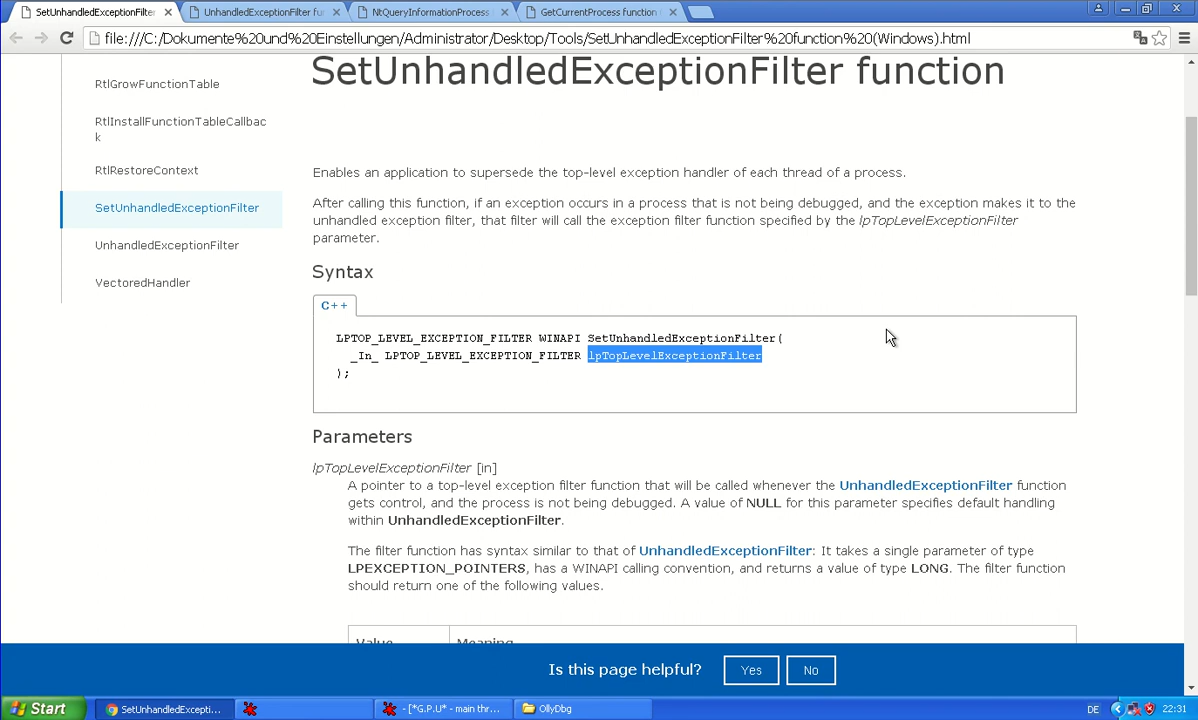 SetUnhandledExceptionFilte
UnhandledExceptionFilter fu
NtQueryInformationProcess
GetCurrentProcess function
file:///C:/Dokumente%20und%20Einstellungen/Administrator/Desktop/Tools/SetUnhandledExceptionFilter%20function%20(Windows).html
SetUnhandledExceptionFilter function
RtlGrowFunctionTable
RtlInstallFunctionTableCallbac
k
RtlRestoreContext
SetUnhandledExceptionFilter
UnhandledExceptionFilter
VectoredHandler
Enables an application to supersede the top-level exception handler of each thread of a process.
After calling this function, if an exception occurs in a process that is not being debugged, and the exception makes it to the
unhandled exception filter, that filter will call the exception filter function specified by the lpTopLevelExceptionFilter
parameter.
Syntax
C++
LPTOP_LEVEL_EXCEPTION_FILTER WINAPI SetUnhandledExceptionFilter(
_In_ LPTOP_LEVEL_EXCEPTION_FILTER lpTopLevelExceptionFilter
);
Parameters
lpTopLevelExceptionFilter [in]
A pointer to a top-level exception filter function that will be called whenever the UnhandledExceptionFilter function
gets control, and the process is not being debugged. A value of NULL for this parameter specifies default handling
within UnhandledExceptionFilter.
The filter function has syntax similar to that of UnhandledExceptionFilter: It takes a single parameter of type
LPEXCEPTION_POINTERS, has a WINAPI calling convention, and returns a value of type LONG. The filter function
should return one of the following values.
Value
Meaning
Is this page helpful?
Yes
No
Start
SetUnhandledExcepti...
- [*G.P.U* - main thr...
OllyDbg
DE
22:31